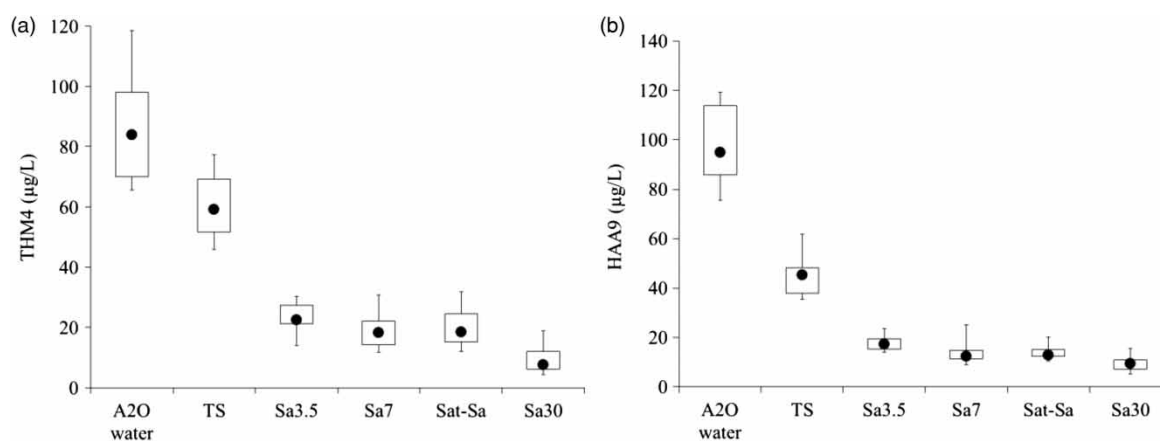 (a)
120
100
80
60
40
20
0
THM4 (µg/L)
A2O water
TS
Sa3.5
Sa7
Sat-Sa
Sa30
(b)
140
120
100
80
60
40
20
0
HAA9 (µg/L)
A2O water
TS
Sa3.5
Sa7
Sat-Sa
Sa30